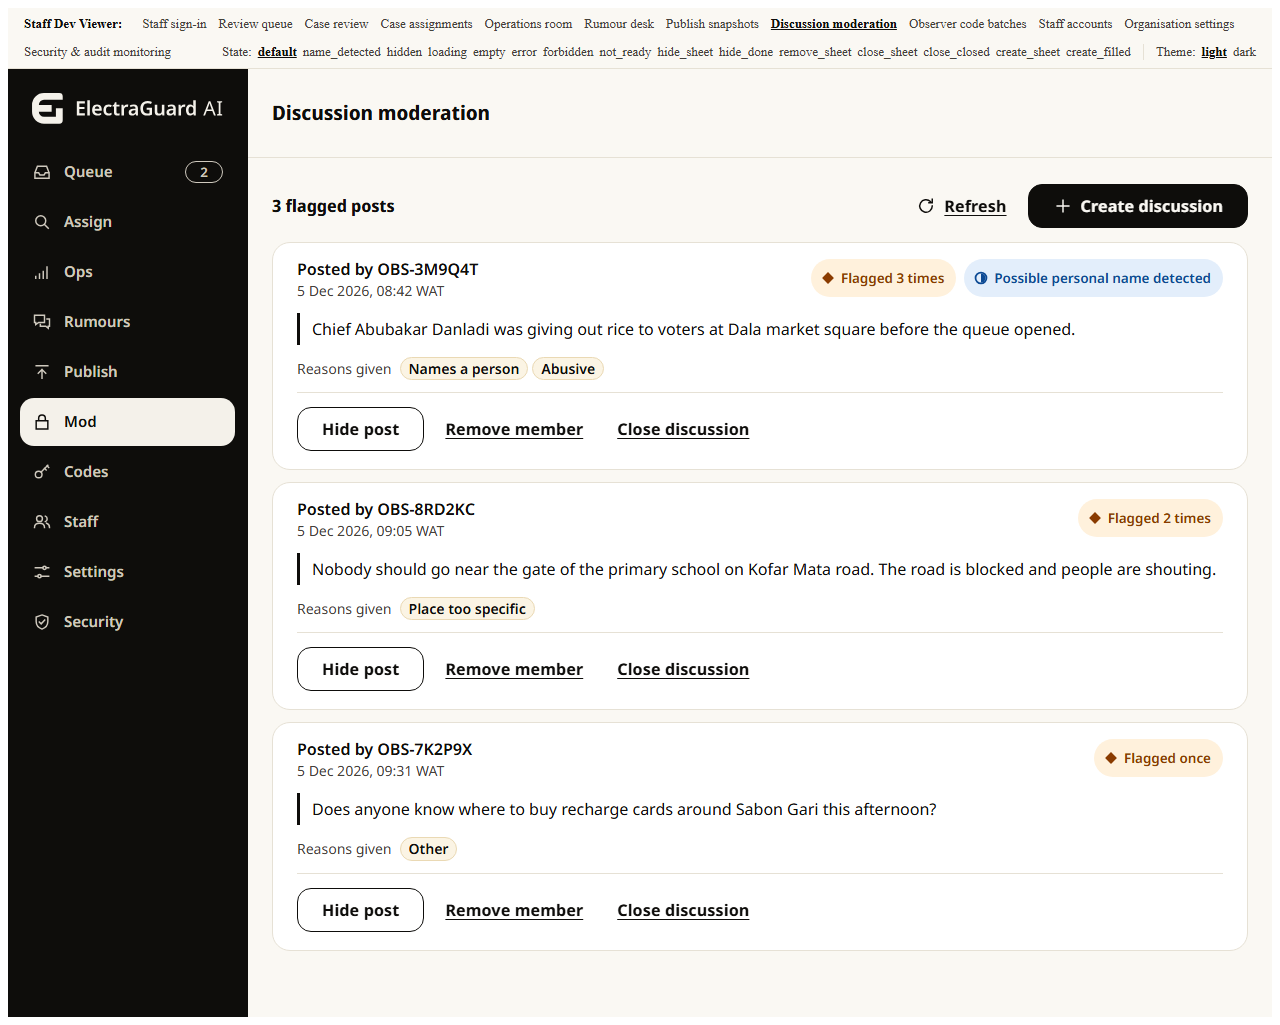 Staff Dev Viewer: Staff sign-in Review queue Case review Case assignments Operations room Rumour desk Publish snapshots Discussion moderation Observer code batches Staff accounts Organisation settings
Security & audit monitoring State: default name_detected hidden loading empty error forbidden not_ready hide_sheet hide_done remove_sheet close_sheet close_closed create_sheet create_filled Theme: light dark
ElectraGuard AI
Queue 2
Assign
Ops
Rumours
Publish
Mod
Codes
Staff
Settings
Security
Discussion moderation
3 flagged posts Refresh Create discussion
Posted by OBS-3M9Q4T Flagged 3 times Possible personal name detected
5 Dec 2026, 08:42 WAT
Chief Abubakar Danladi was giving out rice to voters at Dala market square before the queue opened.
Reasons given Names a person Abusive
Hide post Remove member Close discussion
Posted by OBS-8RD2KC Flagged 2 times
5 Dec 2026, 09:05 WAT
Nobody should go near the gate of the primary school on Kofar Mata road. The road is blocked and people are shouting.
Reasons given Place too specific
Hide post Remove member Close discussion
Posted by OBS-7K2P9X Flagged once
5 Dec 2026, 09:31 WAT
Does anyone know where to buy recharge cards around Sabon Gari this afternoon?
Reasons given Other
Hide post Remove member Close discussion